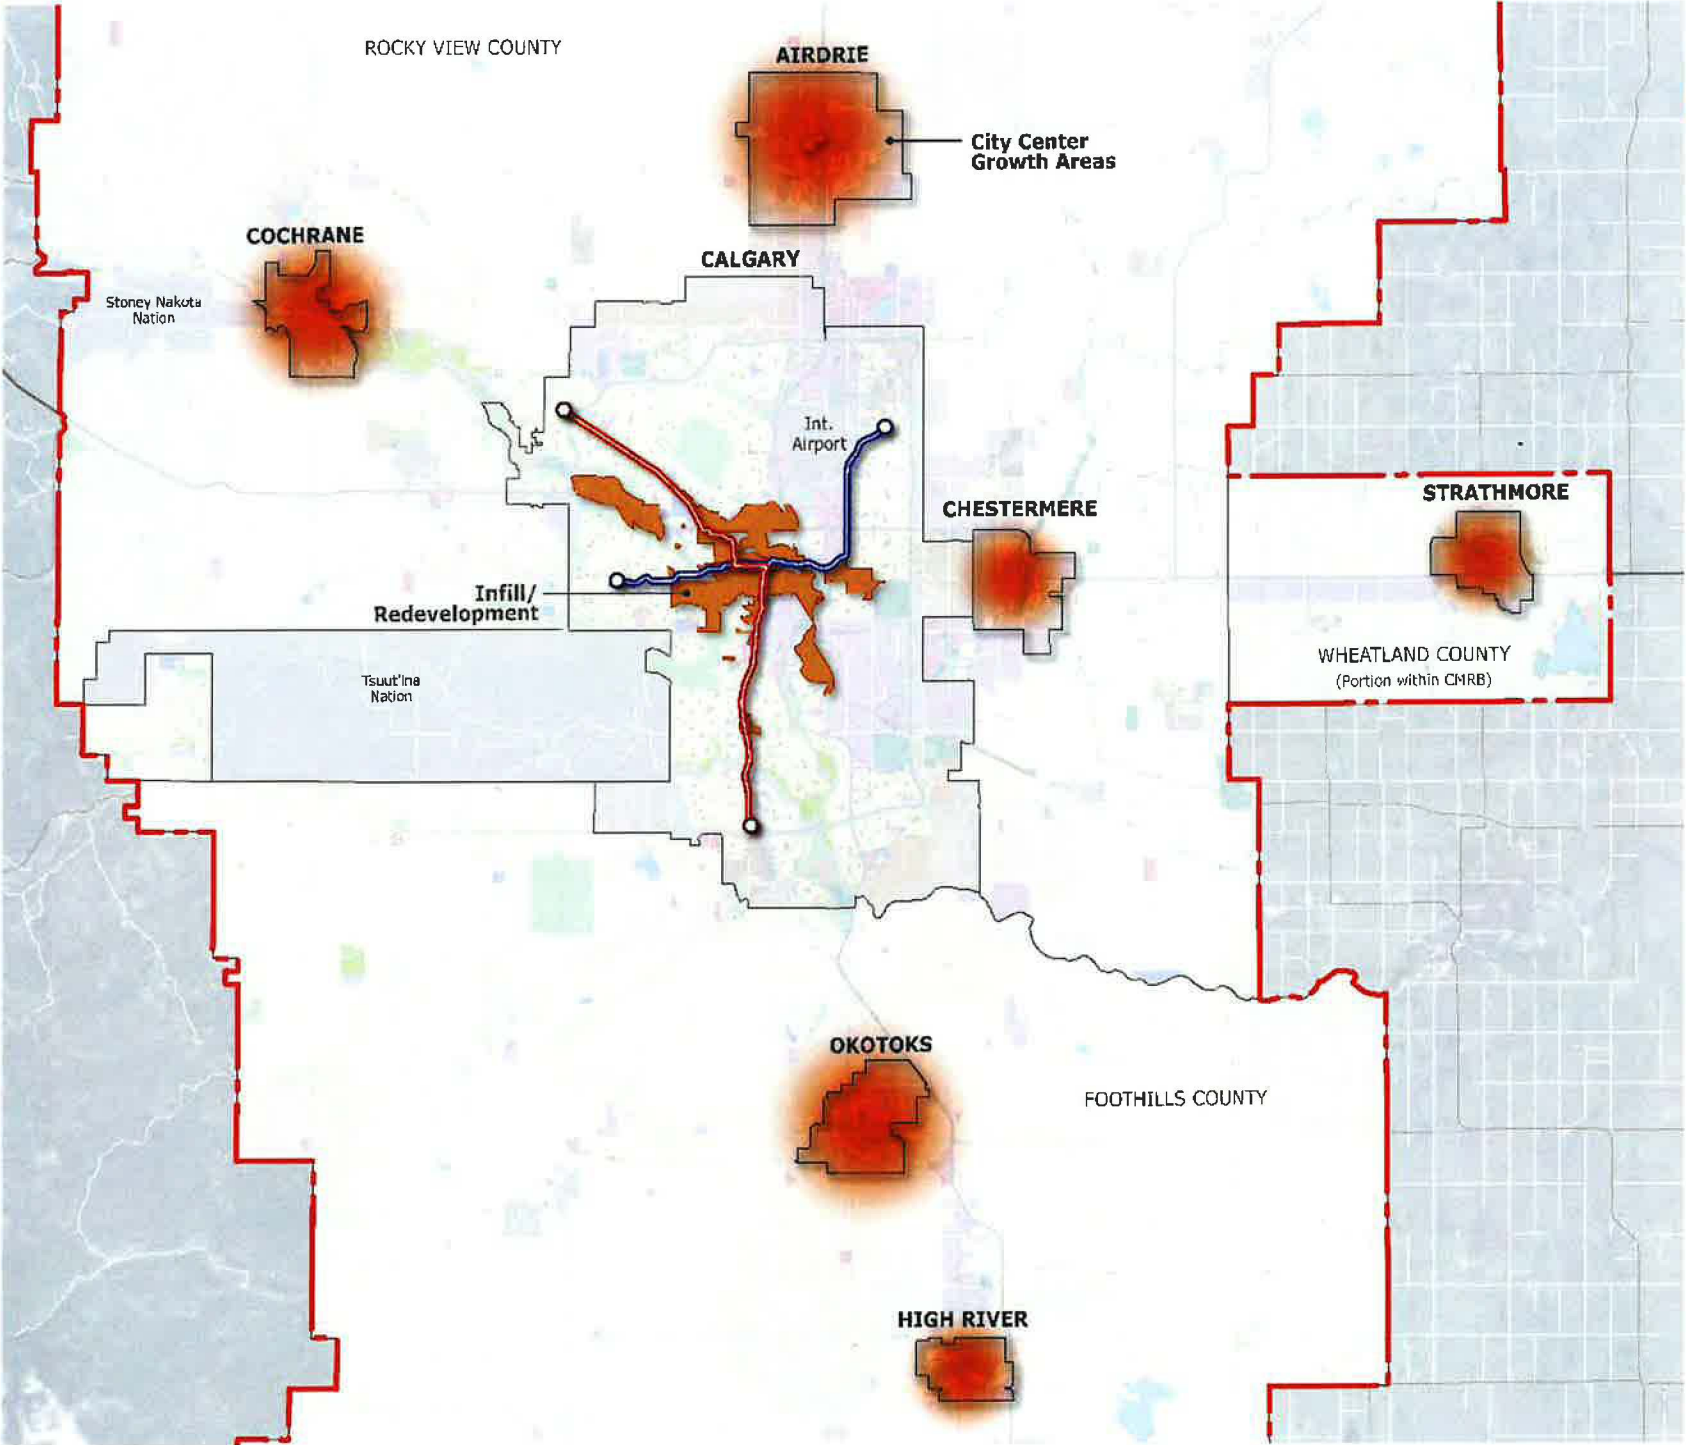 ROCKY VIEW COUNTY
AIRDRIE
City Center
Growth Areas
COCHRANE
CALGARY
Stoney Nakota
Nation
Int.
Airport
CHESTERMERE
STRATHMORE
Infill/
Redevelopment
WHEATLAND COUNTY
(Portion within CMRB)
Tsuut'ina
Nation
OKOTOKS
FOOTHILLS COUNTY
HIGH RIVER